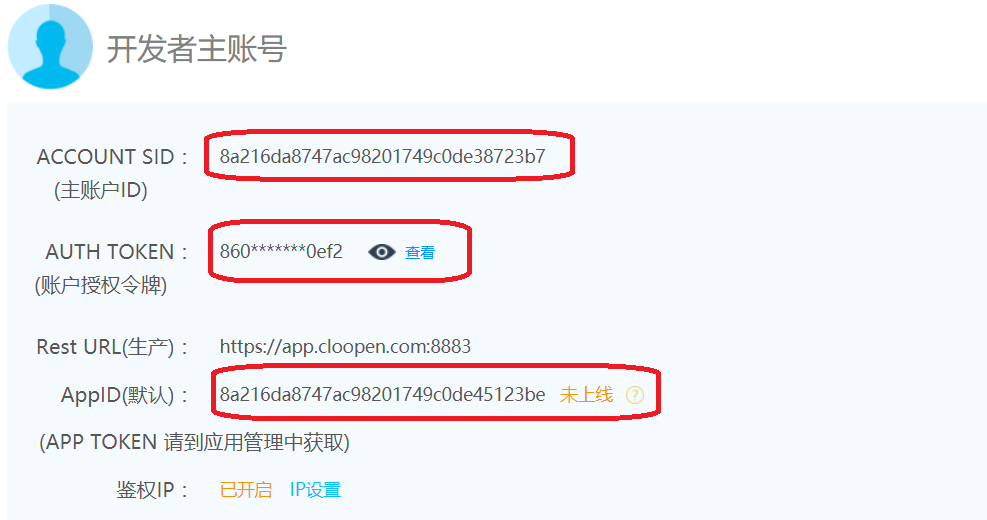 开发者主账号
ACCOUNT SID： 8a216da8747ac98201749c0de38723b7
(主账户ID)
AUTH TOKEN： 860*******0ef2 查看
(账户授权令牌)
Rest URL(生产)： https://app.cloopen.com:8883
AppID(默认)： 8a216da8747ac98201749c0de45123be 未上线 ?
(APP TOKEN 请到应用管理中获取)
鉴权IP： 已开启 IP设置